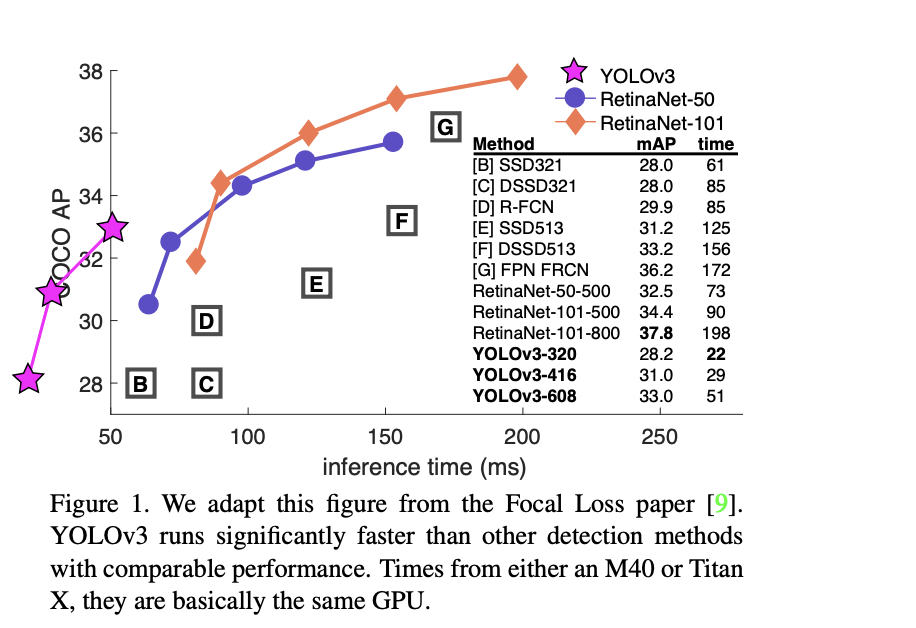 38
36
34
32
30
28
COCO AP
50
100
150
200
250
inference time (ms)
B
C
D
E
F
G
YOLOv3
RetinaNet-50
RetinaNet-101
Method mAP time
[B] SSD321 28.0 61
[C] DSSD321 28.0 85
[D] R-FCN 29.9 85
[E] SSD513 31.2 125
[F] DSSD513 33.2 156
[G] FPN FRCN 36.2 172
RetinaNet-50-500 32.5 73
RetinaNet-101-500 34.4 90
RetinaNet-101-800 37.8 198
YOLOv3-320 28.2 22
YOLOv3-416 31.0 29
YOLOv3-608 33.0 51
Figure 1. We adapt this figure from the Focal Loss paper [9].
YOLOv3 runs significantly faster than other detection methods
with comparable performance. Times from either an M40 or Titan
X, they are basically the same GPU.